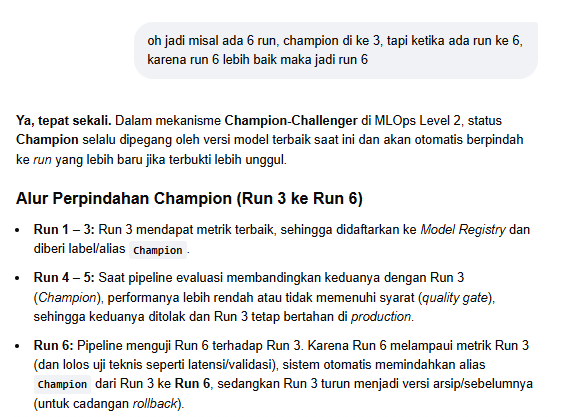 oh jadi misal ada 6 run, champion di ke 3, tapi ketika ada run ke 6,
karena run 6 lebih baik maka jadi run 6
Ya, tepat sekali. Dalam mekanisme Champion-Challenger di MLOps Level 2, status
Champion selalu dipegang oleh versi model terbaik saat ini dan akan otomatis berpindah
ke run yang lebih baru jika terbukti lebih unggul.
Alur Perpindahan Champion (Run 3 ke Run 6)
• Run 1 – 3: Run 3 mendapat metrik terbaik, sehingga didaftarkan ke Model Registry dan
diberi label/alias Champion.
• Run 4 – 5: Saat pipeline evaluasi membandingkan keduanya dengan Run 3
(Champion), performanya lebih rendah atau tidak memenuhi syarat (quality gate),
sehingga keduanya ditolak dan Run 3 tetap bertahan di production.
• Run 6: Pipeline menguji Run 6 terhadap Run 3. Karena Run 6 melampaui metrik Run 3
(dan lolos uji teknis seperti latensi/validasi), sistem otomatis memindahkan alias
Champion dari Run 3 ke Run 6, sedangkan Run 3 turun menjadi versi arsip/sebelumnya
(untuk cadangan rollback).